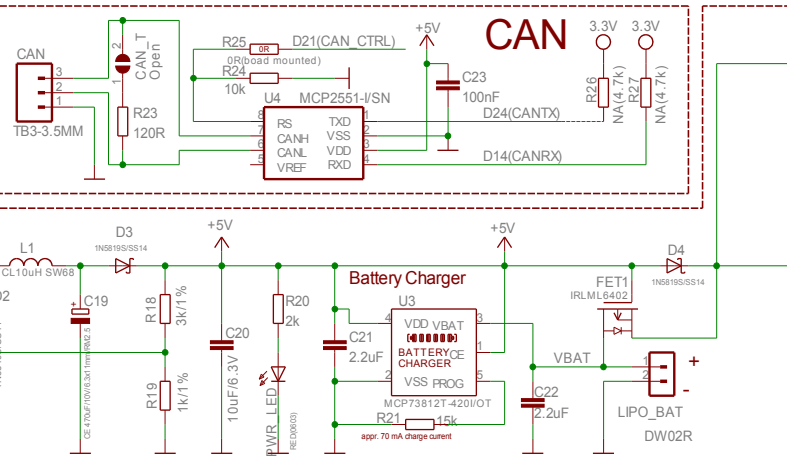 CAN
+5V
3.3V
3.3V
R25
0R
D21(CAN_CTRL)
0R(boad mounted)
R24
10k
CAN
2
CAN_T
Open
1
3
2
1
TB3-3.5MM
R23
120R
U4
MCP2551-I/SN
8
RS
TXD
1
7
CANH
VSS
2
6
CANL
VDD
3
5
VREF
RXD
4
C23
100nF
D24(CANTX)
D14(CANRX)
R26
NA(4.7k)
R27
NA(4.7k)
L1
CL10uH SW68
D3
1N5819S/SS14
+5V
+5V
D4
1N5819S/SS14
C19
+
CE 470uF/10V/6.3x11mm/RM2.5
R18
3k/1%
R19
1k/1%
C20
10uF/6.3V
R20
2k
PWR_LED
RED(0603)
C21
2.2uF
Battery Charger
U3
4
VDD
VBAT
3
BATTERY
CHARGER
CE
1
2
VSS
PROG
5
MCP73812T-420I/OT
R21
15k
appr. 70 mA charge current
C22
2.2uF
FET1
IRLML6402
VBAT
1
2
+
-
LIPO_BAT
DW02R